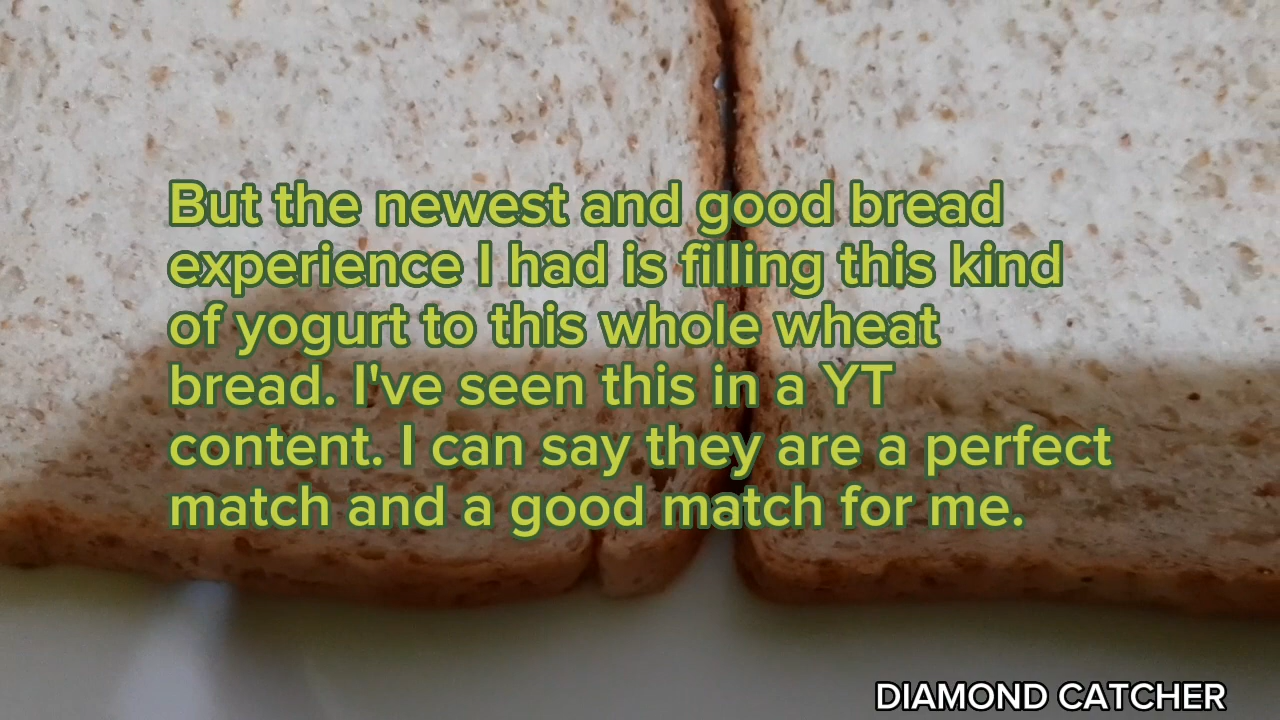 But the newest and good bread
experience I had is filling this kind
of yogurt to this whole wheat
bread. I've seen this in a YT
content. I can say they are a perfect
match and a good match for me.
DIAMOND CATCHER